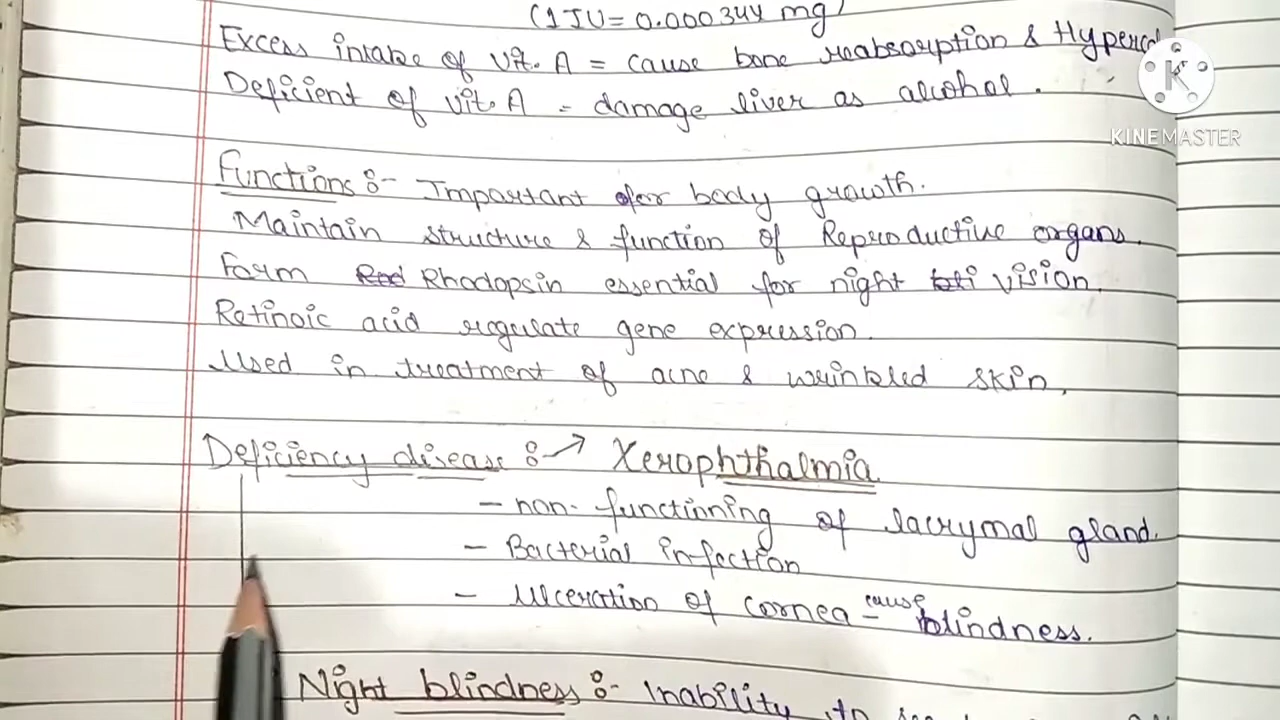 (1 IU = 0.000344 mg)
Excess intake of Vit. A = cause bone reabsorption & Hypercal
Deficient of vit. A = damage liver as alcohol.
KINEMASTER
Functions :- Important for body growth.
Maintain structure & function of Reproductive organs.
Form Rhodopsin essential for night vision.
Retinoic acid regulate gene expression.
Used in treatment of acne & wrinkled skin.
Deficiency disease :→ Xerophthalmia
- non-functioning of lacrymal gland.
- Bacterial infection
- Ulceration of cornea - cause blindness.
Night blindness :- Inability to